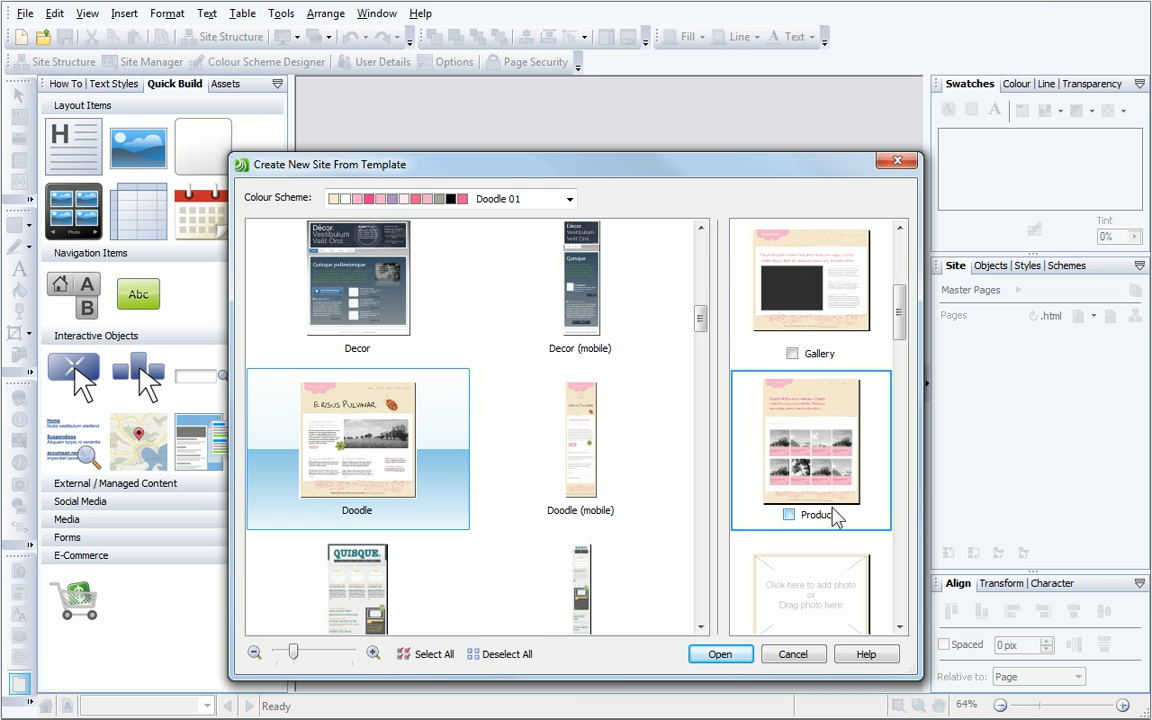 File Edit View Insert Format Text Table Tools Arrange Window Help
Site Structure Fill Line Text
Site Structure Site Manager Colour Scheme Designer User Details Options Page Security
How To Text Styles Quick Build Assets
Layout Items
H
Photo
Navigation Items
A
B
Abc
Interactive Objects
Home
External / Managed Content
Social Media
Media
Forms
E-Commerce
Create New Site From Template
Colour Scheme: Doodle 01
Décor.
Vestibulum
Velit Orci.
Decor
Decor (mobile)
Erisus Pulvinar
Doodle
Doodle (mobile)
QUISQUE.
Gallery
Produc
Click here to add photo
or
Drag photo here
Select All Deselect All Open Cancel Help
Swatches Colour Line Transparency
Tint
0%
Site Objects Styles Schemes
Master Pages
Pages .html
Align Transform Character
Spaced 0 pix
Relative to: Page
Ready 64%